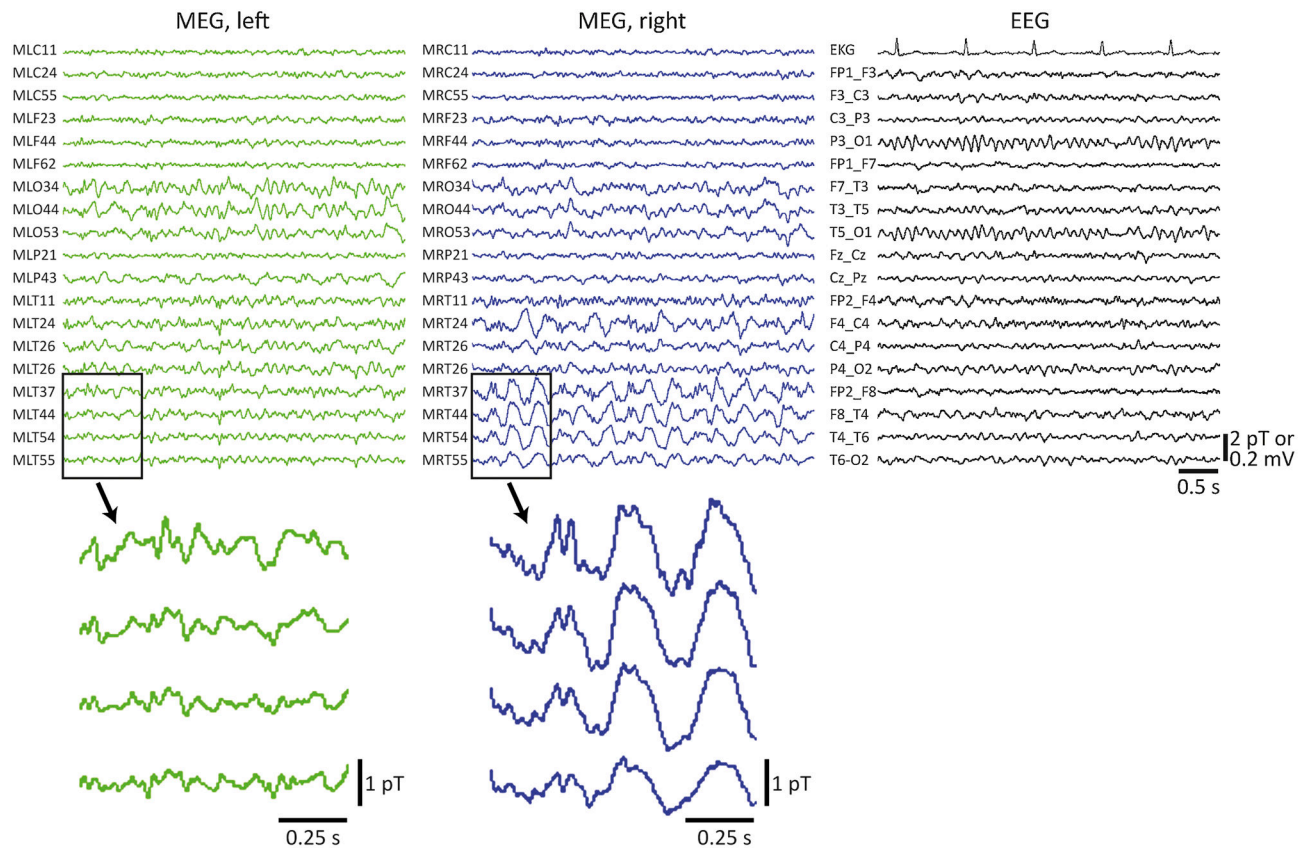 MEG, left
MLC11
MLC24
MLC55
MLF23
MLF44
MLF62
MLO34
MLO44
MLO53
MLP21
MLP43
MLT11
MLT24
MLT26
MLT26
MLT37
MLT44
MLT54
MLT55
1 pT
0.25 s
MEG, right
MRC11
MRC24
MRC55
MRF23
MRF44
MRF62
MRO34
MRO44
MRO53
MRP21
MRP43
MRT11
MRT24
MRT26
MRT26
MRT37
MRT44
MRT54
MRT55
1 pT
0.25 s
EEG
EKG
FP1_F3
F3_C3
C3_P3
P3_O1
FP1_F7
F7_T3
T3_T5
T5_O1
Fz_Cz
Cz_Pz
FP2_F4
F4_C4
C4_P4
P4_O2
FP2_F8
F8_T4
T4_T6
T6-O2
2 pT or
0.2 mV
0.5 s